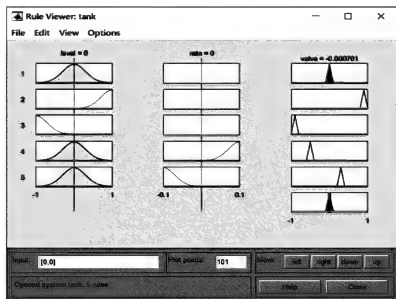 Rule Viewer: tank
File Edit View Options
level = 0 rate = 0 valve = -0.000761
1
2
3
4
5
-1 1 -0.1 0.1
-1 1
Input: [0,0] Plot points: 101 Move: left right down up
Opened system tank, 5 rules Help Close